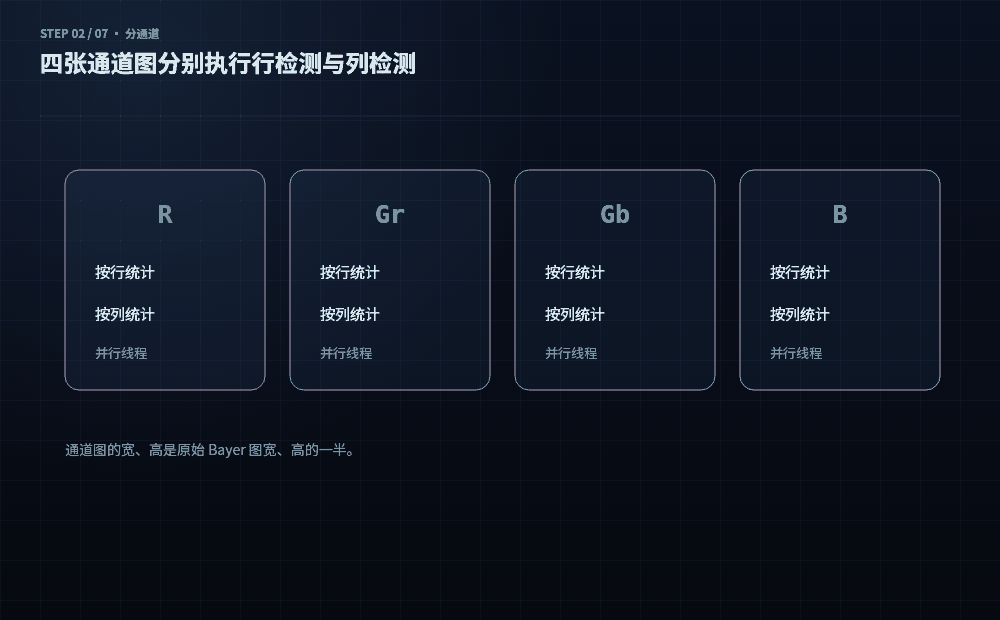 STEP 02 / 07 · 分通道
四张通道图分别执行行检测与列检测
R
按行统计
按列统计
并行线程
Gr
按行统计
按列统计
并行线程
Gb
按行统计
按列统计
并行线程
B
按行统计
按列统计
并行线程
通道图的宽、高是原始 Bayer 图宽、高的一半。